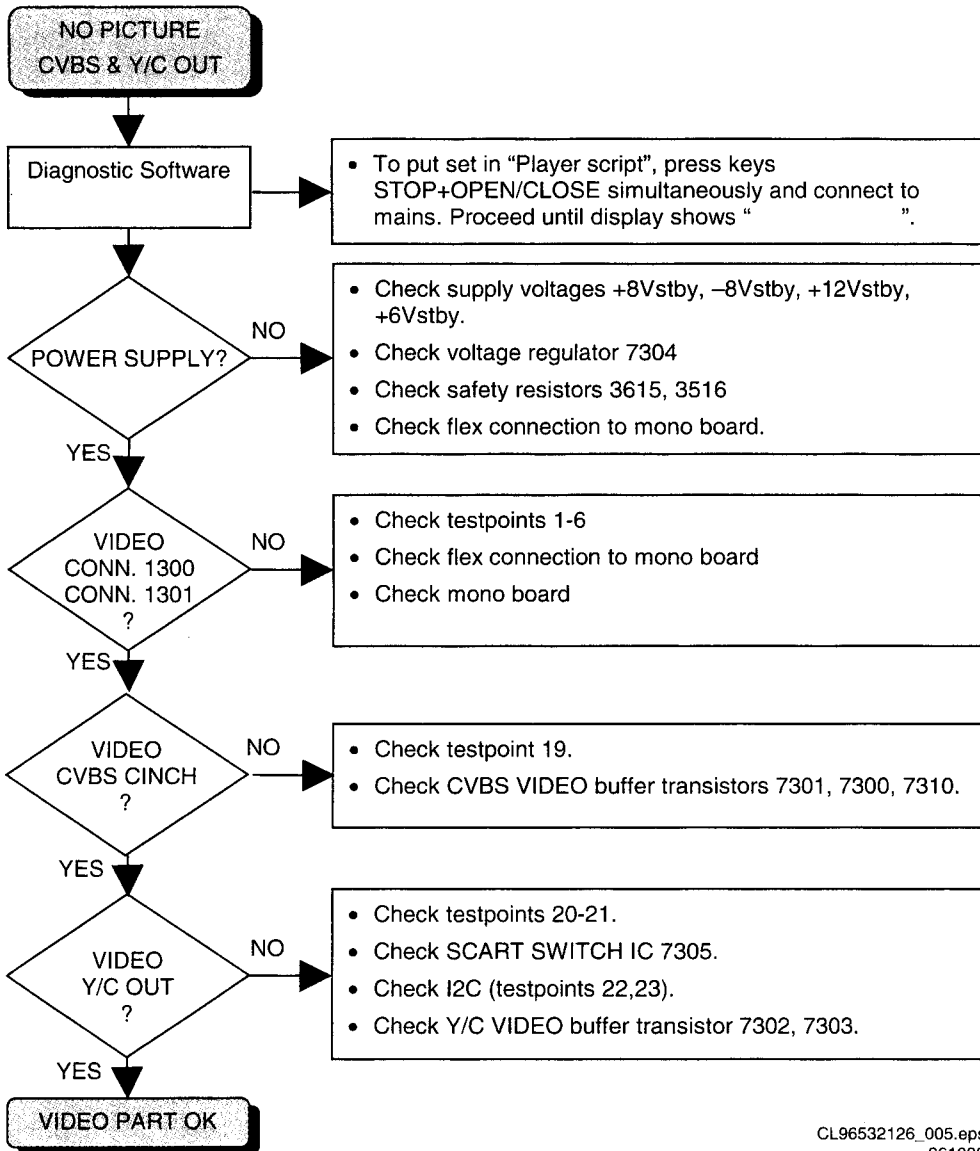 NO PICTURE
CVBS & Y/C OUT
Diagnostic Software
• To put set in “Player script”, press keys
STOP+OPEN/CLOSE simultaneously and connect to
mains. Proceed until display shows “ ”.
POWER SUPPLY?
NO
• Check supply voltages +8Vstby, –8Vstby, +12Vstby,
+6Vstby.
• Check voltage regulator 7304
• Check safety resistors 3615, 3516
• Check flex connection to mono board.
YES
VIDEO
CONN. 1300
CONN. 1301
?
NO
• Check testpoints 1-6
• Check flex connection to mono board
• Check mono board
YES
VIDEO
CVBS CINCH
?
NO
• Check testpoint 19.
• Check CVBS VIDEO buffer transistors 7301, 7300, 7310.
YES
VIDEO
Y/C OUT
?
NO
• Check testpoints 20-21.
• Check SCART SWITCH IC 7305.
• Check I2C (testpoints 22,23).
• Check Y/C VIDEO buffer transistor 7302, 7303.
YES
VIDEO PART OK
CL96532126_005.eps